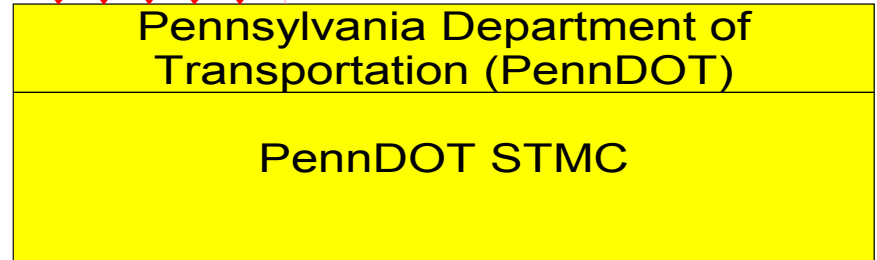 Pennsylvania Department of
Transportation (PennDOT)
PennDOT STMC